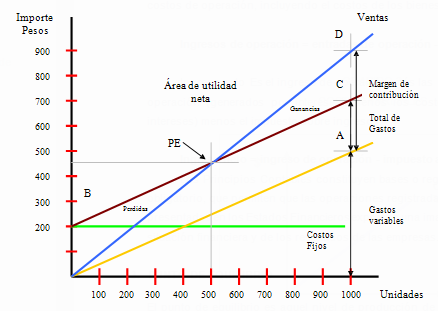 Importe
Pesos
Ventas
D
900
800
C
Margen de
contribución
Área de utilidad
neta
700
Ganancias
Total de
Gastos
600
A
PE
500
400
B
300
Perdidas
Gastos
variables
200
Costos
Fijos
100 200 300 400 500 600 700 800 900 1000 Unidades